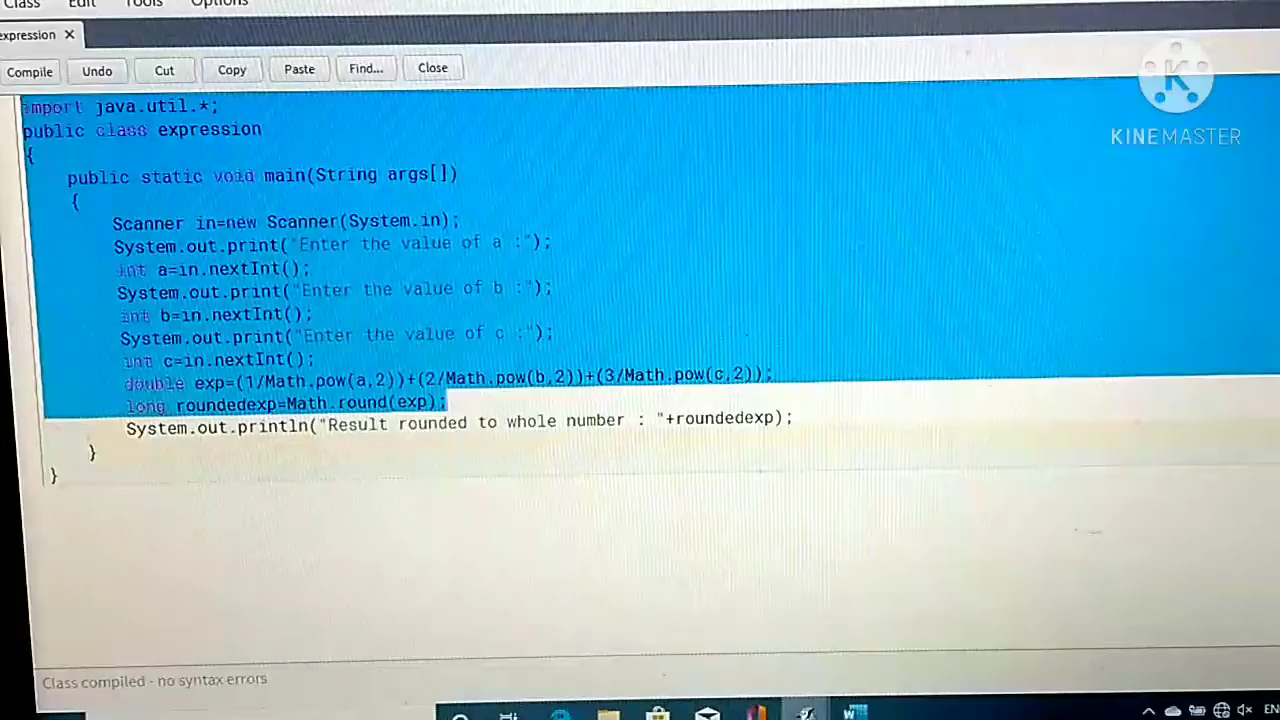 Class Edit Tools Options
expression ✕
Compile Undo Cut Copy Paste Find... Close
KINEMASTER
import java.util.*;
public class expression
{
public static void main(String args[])
{
Scanner in=new Scanner(System.in);
System.out.print("Enter the value of a :");
int a=in.nextInt();
System.out.print("Enter the value of b :");
int b=in.nextInt();
System.out.print("Enter the value of c :");
int c=in.nextInt();
double exp=(1/Math.pow(a,2))+(2/Math.pow(b,2))+(3/Math.pow(c,2));
long roundedexp=Math.round(exp);
System.out.println("Result rounded to whole number : "+roundedexp);
}
}
Class compiled - no syntax errors
EN